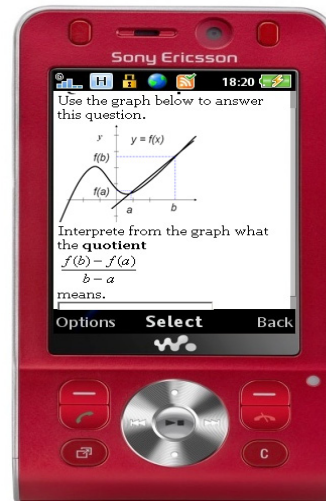 Sony Ericsson
H
18:20
Use the graph below to answer
this question.
y
y = f(x)
f(b)
f(a)
a
b
Interprete from the graph what
the quotient
f(b) − f(a)
b − a
means.
Options Select Back
C